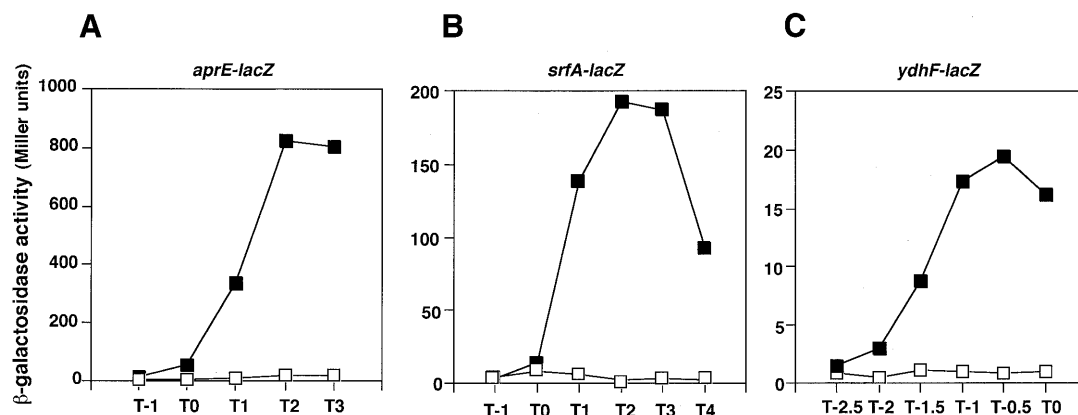 A
B
C
aprE-lacZ
srfA-lacZ
ydhF-lacZ
β-galactosidase activity (Miller units)
1000
800
600
400
200
0
T-1 T0 T1 T2 T3
200
150
100
50
0
T-1 T0 T1 T2 T3 T4
25
20
15
10
5
0
T-2.5 T-2 T-1.5 T-1 T-0.5 T0